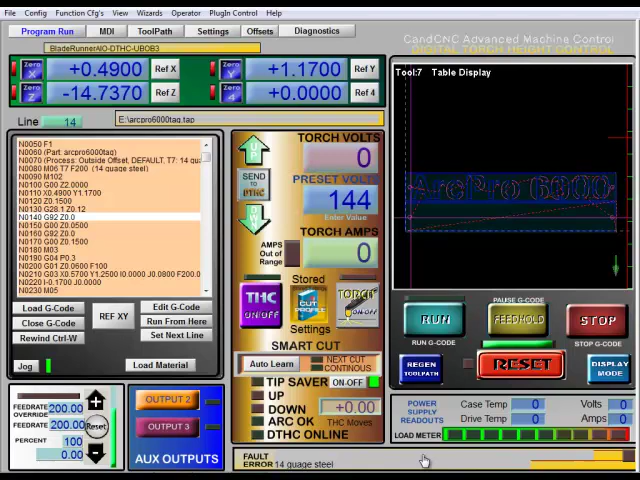 File Config Function Cfg's View Wizards Operator PlugIn Control Help
Program Run MDI ToolPath Settings Offsets Diagnostics
CandCNC Advanced Machine Control
DIGITAL TORCH HEIGHT CONTROL
BladeRunnerAIO-DTHC-UBOB3
Zero X +0.4900 Ref X Zero Y +1.1700 Ref Y
Zero Z -14.7370 Ref Z Zero 4 +0.0000 Ref 4
Tool:7 Table Display
Line: 14 E:\arcpro6000tag.tap
N0050 F1
N0060 (Part: arcpro6000tag)
N0070 (Process: Outside Offset, DEFAULT, T7: 14 gua
N0080 M06 T7 F200 (14 guage steel)
N0090 M102
N0100 G00 Z2.0000
N0110 X0.4900 Y1.1700
N0120 Z0.1500
N0130 G28.1 Z0.12
N0140 G92 Z0.0
N0150 G00 Z0.0500
N0160 G92 Z0.0
N0170 G00 Z0.1500
N0180 M03
N0190 G04 P0.3
N0200 G01 Z0.0600 F100
N0210 G03 X0.5700 Y1.2500 I0.0000 J0.0800 F200.0
N0220 I-0.1700 J0.0000
N0230 M05
Load G-Code
Close G-Code
Rewind Ctrl-W
REF XY
Edit G-Code
Run From Here
Set Next Line
Jog
Load Material
UP
SEND to DTHC
TORCH VOLTS
0
PRESET VOLTS
144
Enter Value
TORCH AMPS
0
AMPS Out of Range
THC ON/OFF
Stored
CUT PROFILE
Settings
TORCH ON-OFF
SMART CUT
Auto Learn
NEXT CUT
CONTINOUS
TIP SAVER ON-OFF
UP
DOWN +0.00
ARC OK THC Moves
DTHC ONLINE
ArcPro 6000
RUN
RUN G-CODE
PAUSE G-CODE
FEEDHOLD
STOP
STOP G-CODE
REGEN TOOLPATH
RESET
DISPLAY MODE
FEEDRATE OVERRIDE 200.00
FEEDRATE 200.00
PERCENT 100
0.00
Reset
OUTPUT 2
OUTPUT 3
AUX OUTPUTS
POWER SUPPLY READOUTS
Case Temp 0 Volts 0
Drive Temp 0 Amps 0
LOAD METER
FAULT
ERROR 14 guage steel